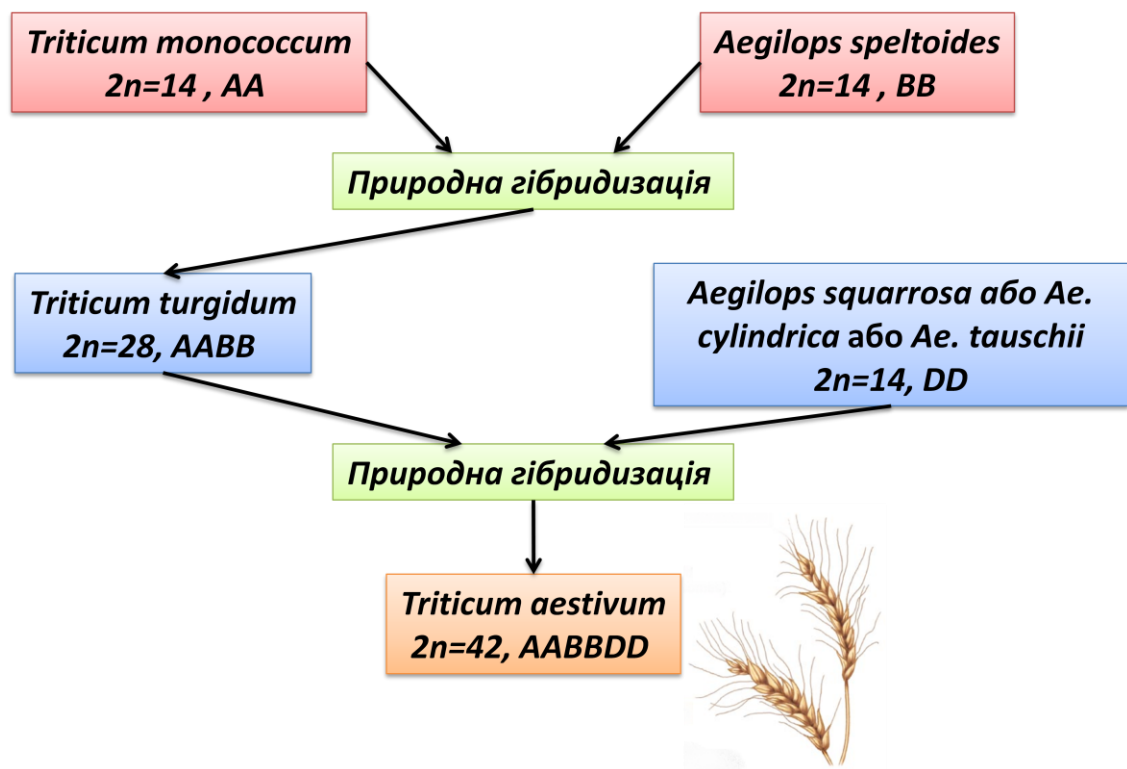 Triticum monococcum
2n=14 , AA
Aegilops speltoides
2n=14 , BB
Природна гібридизація
Triticum turgidum
2n=28, AABB
Aegilops squarrosa або Ae.
cylindrica або Ae. tauschii
2n=14, DD
Природна гібридизація
Triticum aestivum
2n=42, AABBDD